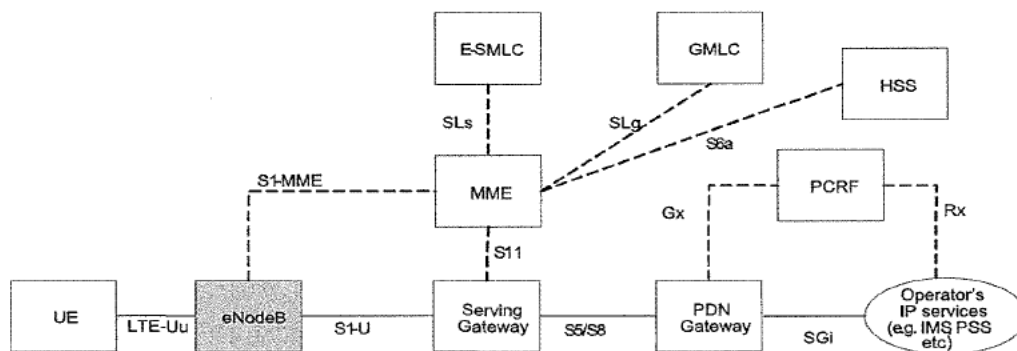 E-SMLC
GMLC
HSS
SLs
SLg
S6a
S1-MME
MME
PCRF
Gx
Rx
S11
UE
LTE-Uu
eNodeB
S1-U
Serving
Gateway
S5/S8
PDN
Gateway
SGi
Operator's
IP services
(e.g. IMS PSS
etc)